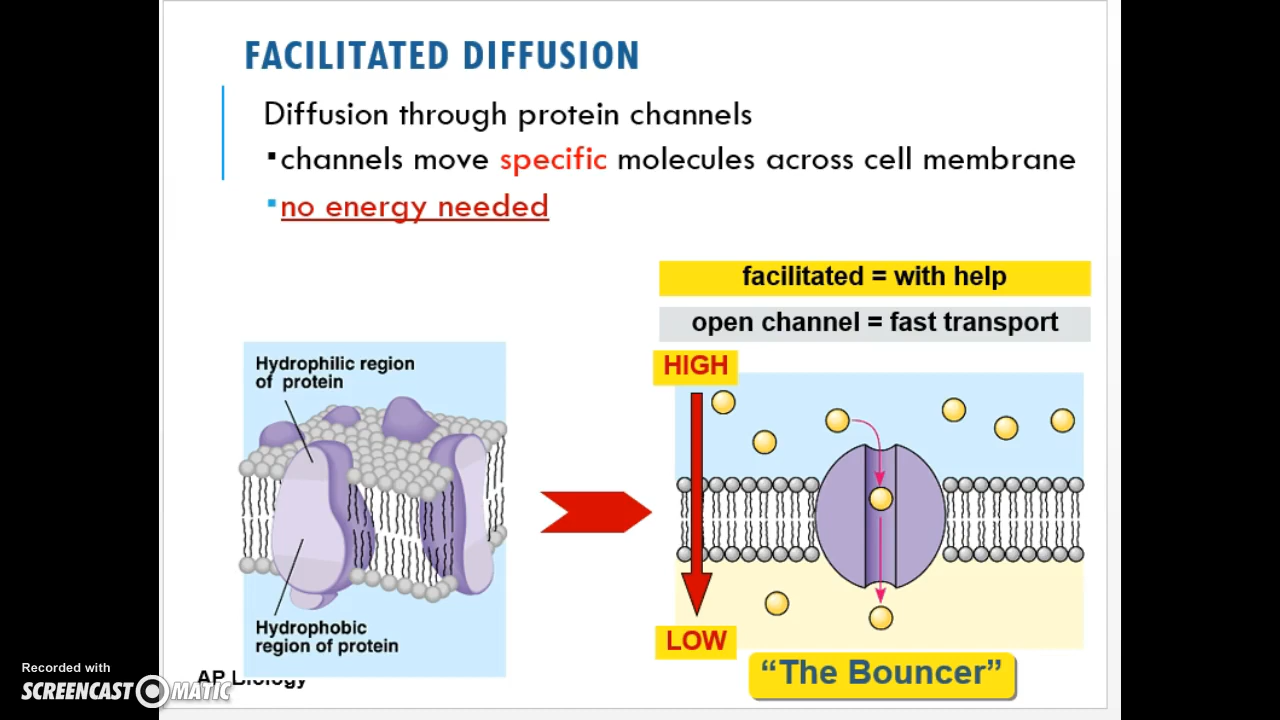 FACILITATED DIFFUSION
Diffusion through protein channels
▪channels move specific molecules across cell membrane
▪no energy needed
facilitated = with help
open channel = fast transport
HIGH
Hydrophilic region
of protein
Hydrophobic
region of protein
LOW
"The Bouncer"
AP Biology
Recorded with
SCREENCAST MATIC